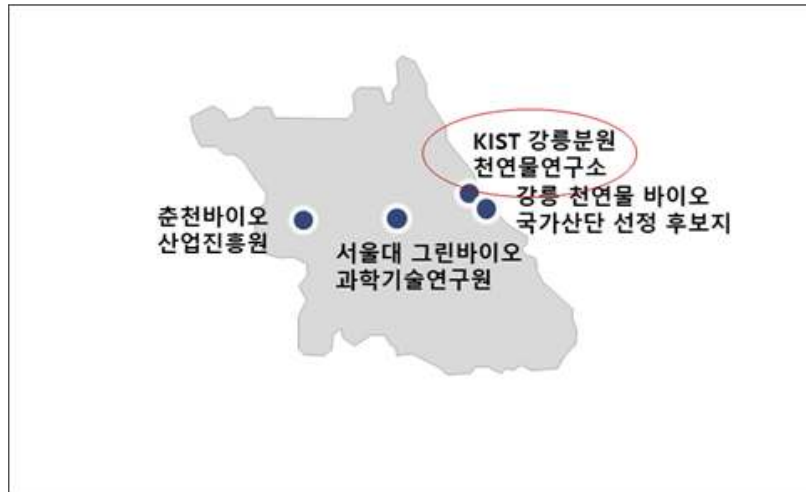 KIST 강릉분원
천연물연구소
강릉 천연물 바이오
국가산단 선정 후보지
춘천바이오
산업진흥원
서울대 그린바이오
과학기술연구원